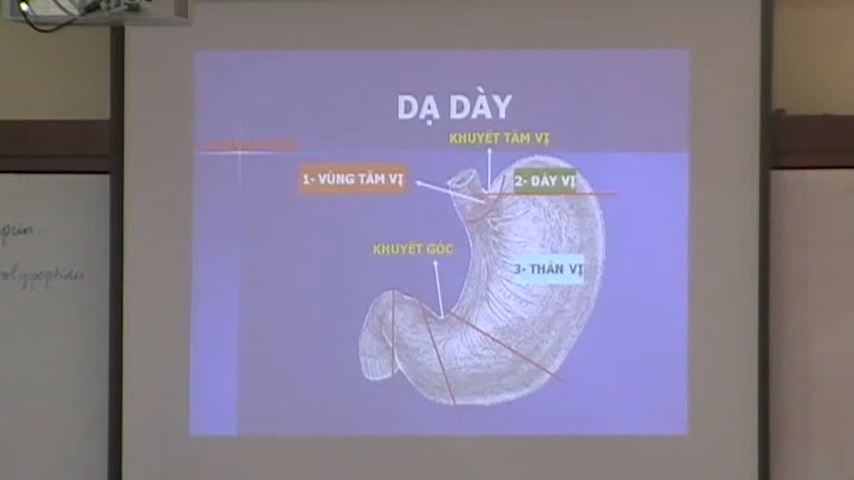 DẠ DÀY
KHUYẾT TÂM VỊ
1- VÙNG TÂM VỊ
2- ĐÁY VỊ
KHUYẾT GÓC
3- THÂN VỊ